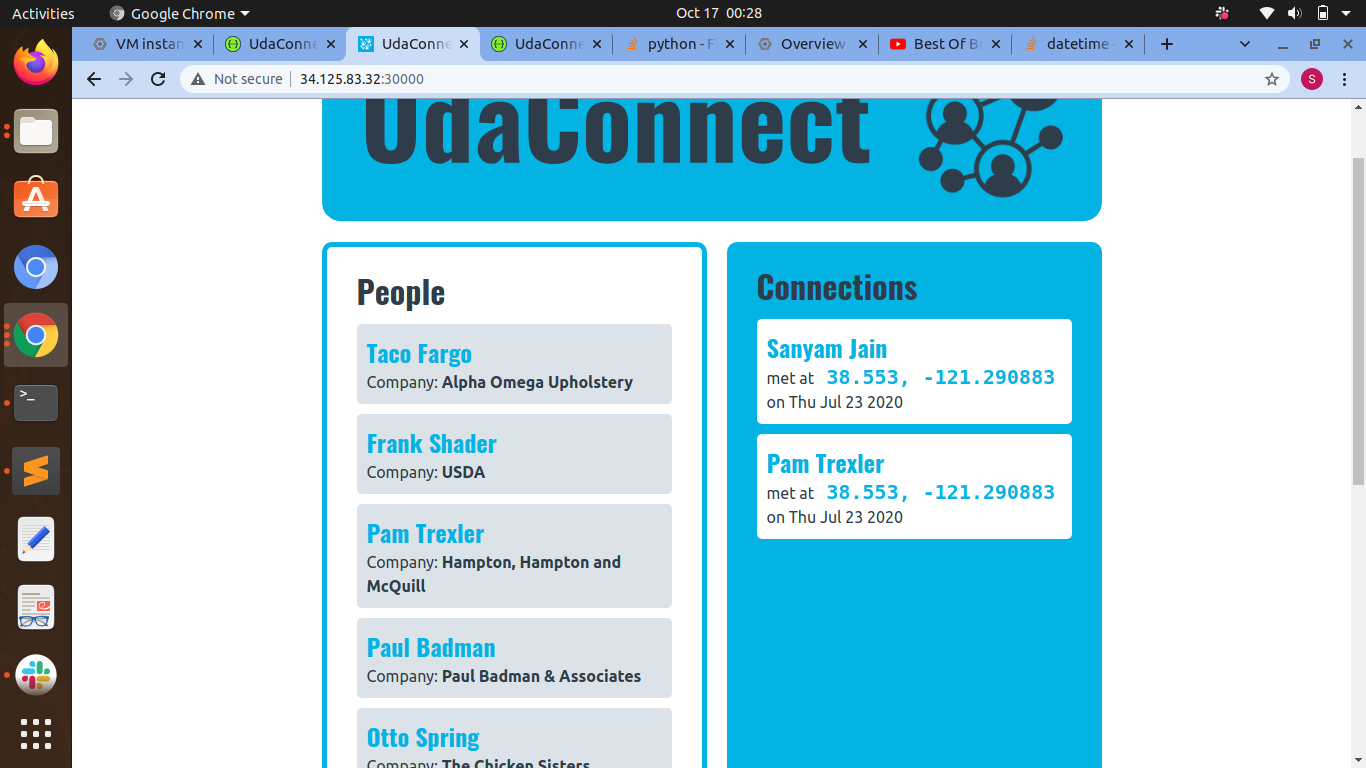 Activities
Google Chrome
Oct 17 00:28
VM instan
UdaConne
UdaConne
UdaConne
python - Fl
Overview
Best Of Br
datetime -
Not secure
34.125.83.32:30000
S
UdaConnect
People
Taco Fargo
Company: Alpha Omega Upholstery
Frank Shader
Company: USDA
Pam Trexler
Company: Hampton, Hampton and
McQuill
Paul Badman
Company: Paul Badman & Associates
Otto Spring
Company: The Chicken Sisters
Connections
Sanyam Jain
met at 38.553, -121.290883
on Thu Jul 23 2020
Pam Trexler
met at 38.553, -121.290883
on Thu Jul 23 2020